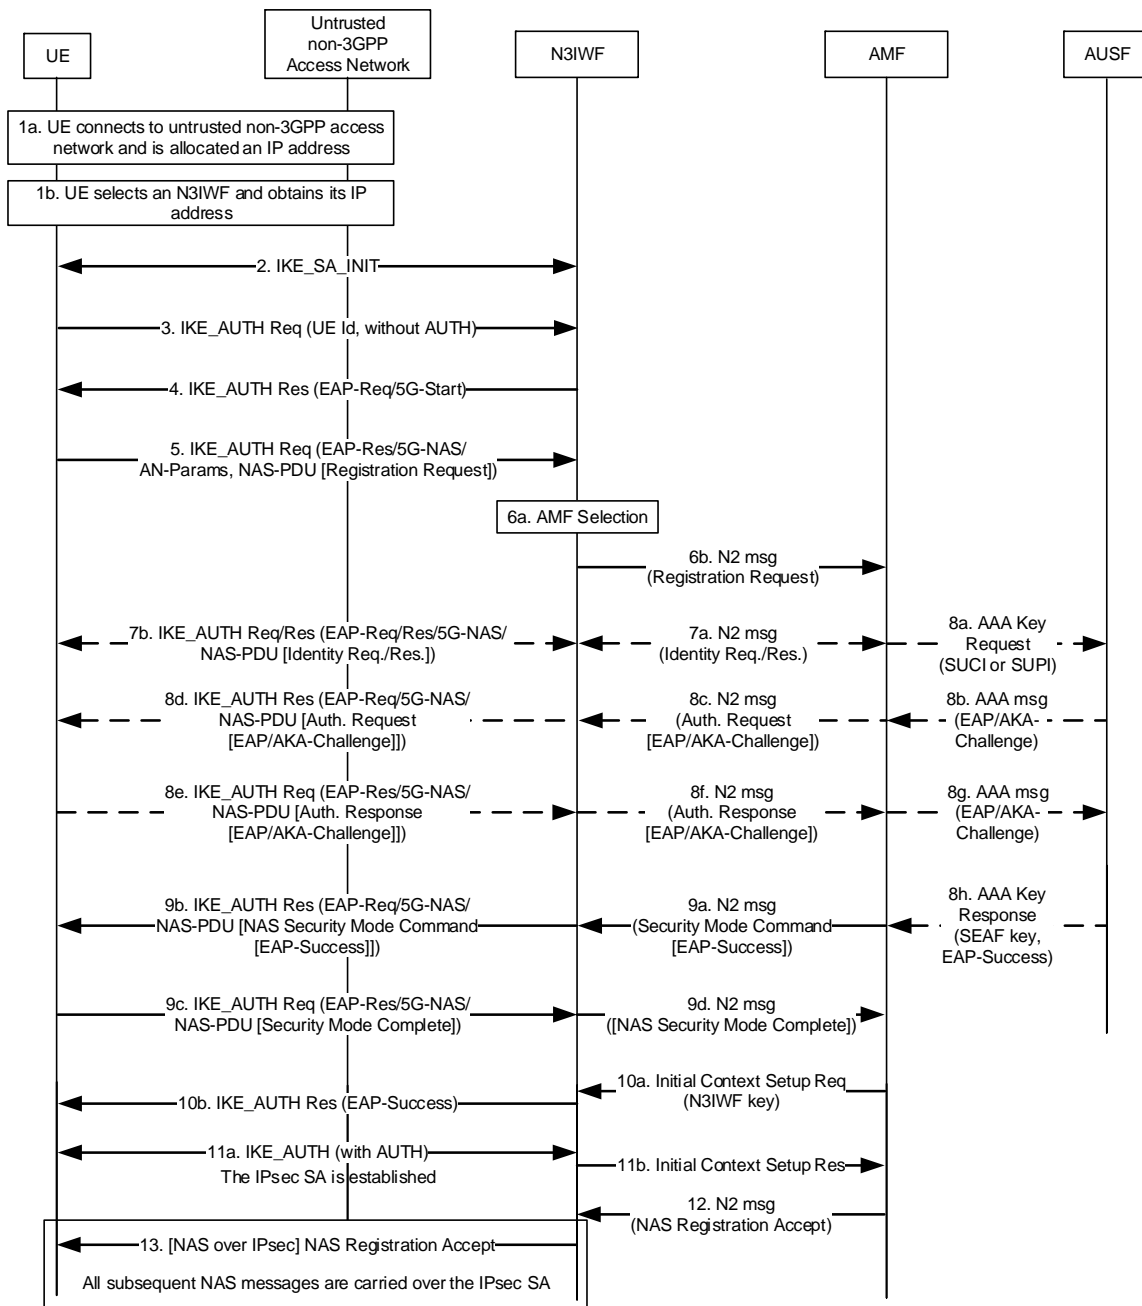 UE
Untrusted
non-3GPP
Access Network
N3IWF
AMF
AUSF
1a. UE connects to untrusted non-3GPP access
network and is allocated an IP address
1b. UE selects an N3IWF and obtains its IP
address
2. IKE_SA_INIT
3. IKE_AUTH Req (UE Id, without AUTH)
4. IKE_AUTH Res (EAP-Req/5G-Start)
5. IKE_AUTH Req (EAP-Res/5G-NAS/
AN-Params, NAS-PDU [Registration Request])
6a. AMF Selection
6b. N2 msg
(Registration Request)
7b. IKE_AUTH Req/Res (EAP-Req/Res/5G-NAS/
NAS-PDU [Identity Req./Res.])
7a. N2 msg
(Identity Req./Res.)
8a. AAA Key
Request
(SUCI or SUPI)
8d. IKE_AUTH Res (EAP-Req/5G-NAS/
NAS-PDU [Auth. Request
[EAP/AKA-Challenge]])
8c. N2 msg
(Auth. Request
[EAP/AKA-Challenge])
8b. AAA msg
(EAP/AKA-
Challenge)
8e. IKE_AUTH Req (EAP-Res/5G-NAS/
NAS-PDU [Auth. Response
[EAP/AKA-Challenge]])
8f. N2 msg
(Auth. Response
[EAP/AKA-Challenge])
8g. AAA msg
(EAP/AKA-
Challenge)
8h. AAA Key
Response
(SEAF key,
EAP-Success)
9b. IKE_AUTH Res (EAP-Req/5G-NAS/
NAS-PDU [NAS Security Mode Command
[EAP-Success]])
9a. N2 msg
(Security Mode Command
[EAP-Success])
9c. IKE_AUTH Req (EAP-Res/5G-NAS/
NAS-PDU [Security Mode Complete])
9d. N2 msg
([NAS Security Mode Complete])
10a. Initial Context Setup Req
(N3IWF key)
10b. IKE_AUTH Res (EAP-Success)
11a. IKE_AUTH (with AUTH)
The IPsec SA is established
11b. Initial Context Setup Res
12. N2 msg
(NAS Registration Accept)
13. [NAS over IPsec] NAS Registration Accept
All subsequent NAS messages are carried over the IPsec SA